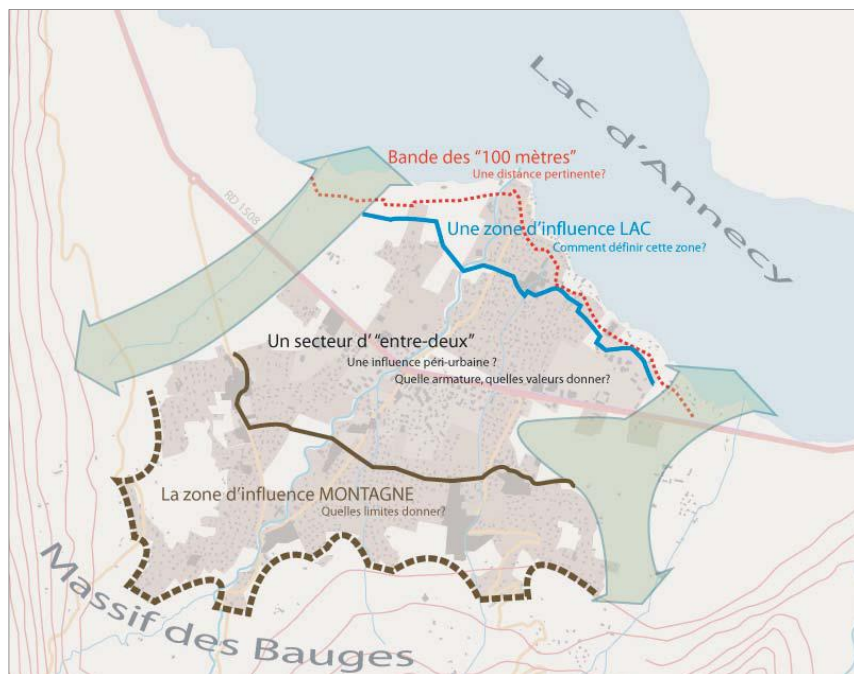 Lac d'Annecy
Bande des "100 mètres"
Une distance pertinente?
RD 1508
Une zone d'influence LAC
Comment définir cette zone?
Un secteur d' "entre-deux"
Une influence péri-urbaine ?
Quelle armature, quelles valeurs donner?
La zone d'influence MONTAGNE
Quelles limites donner?
Massif des Bauges